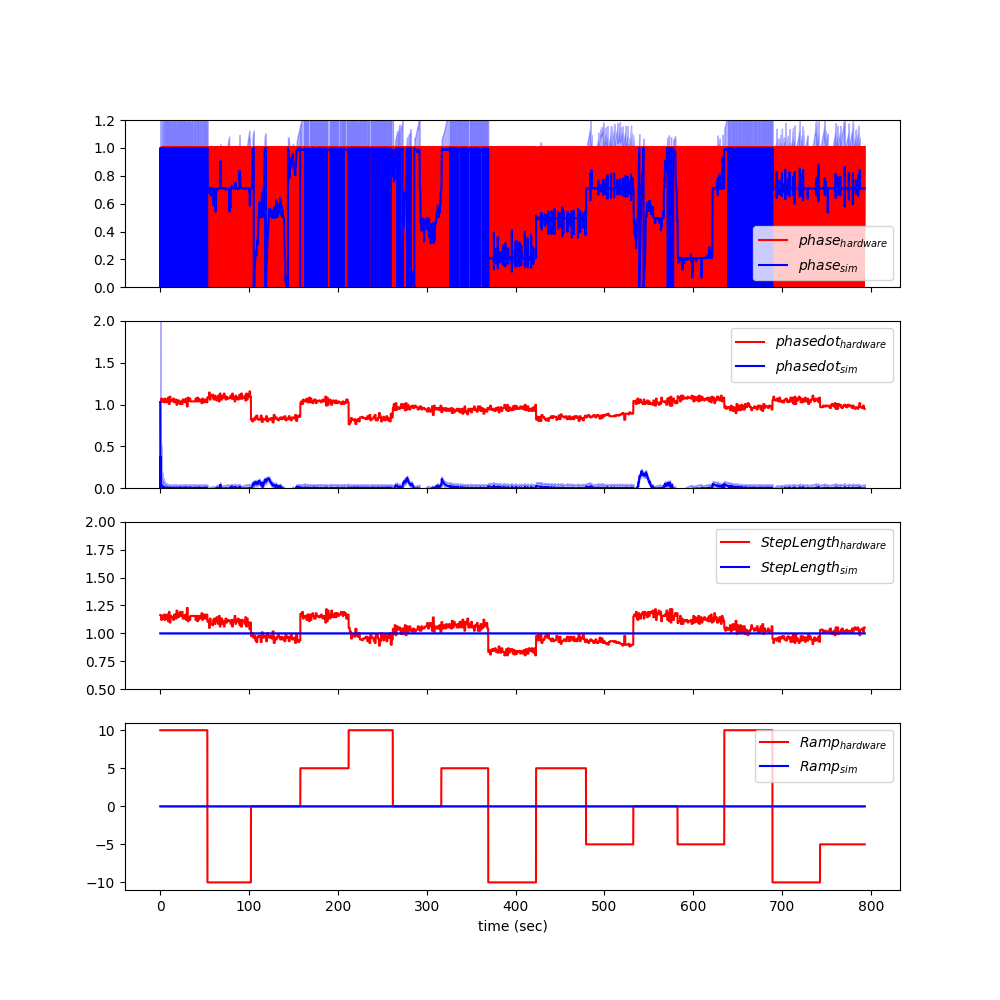 1.2
1.0
0.8
0.6
0.4
0.2
0.0
phase_hardware
phase_sim
2.0
1.5
1.0
0.5
0.0
phasedot_hardware
phasedot_sim
2.00
1.75
1.50
1.25
1.00
0.75
0.50
StepLength_hardware
StepLength_sim
10
5
0
−5
−10
Ramp_hardware
Ramp_sim
0 100 200 300 400 500 600 700 800
time (sec)